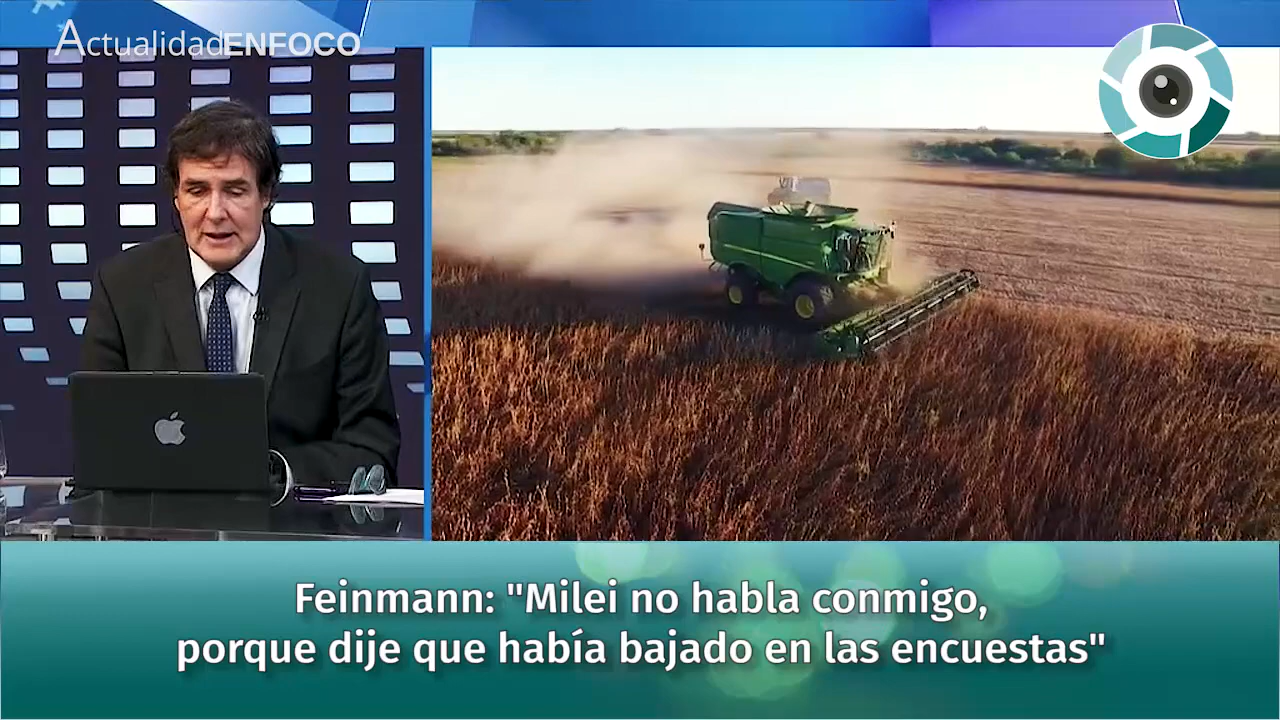 ActualidadENFOCO
Feinmann: "Milei no habla conmigo,
porque dije que había bajado en las encuestas"